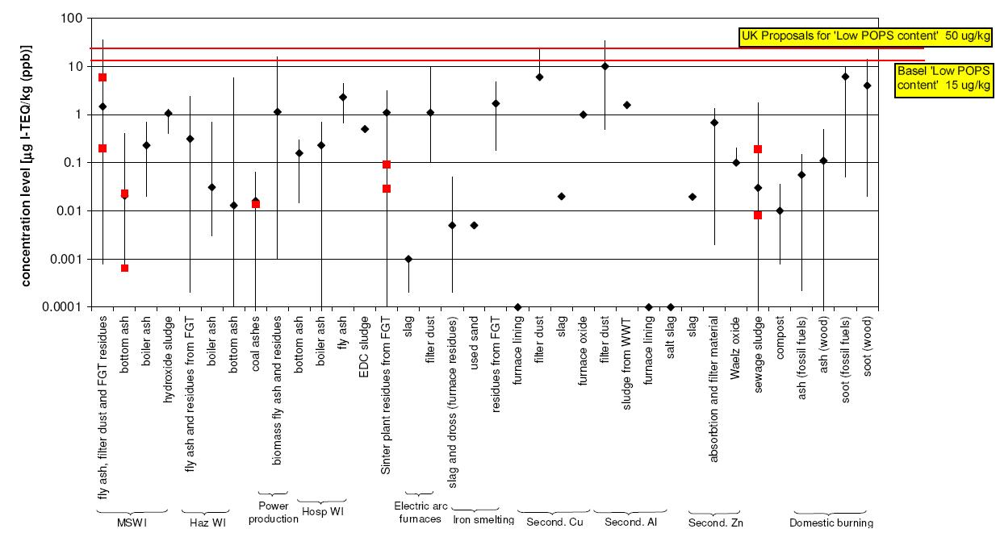 100
10
1
0.1
0.01
0.001
0.0001
concentration level [µg I-TEQ/kg (ppb)]
UK Proposals for 'Low POPS content' 50 ug/kg
Basel 'Low POPS
content' 15 ug/kg
fly ash, filter dust and FGT residues
bottom ash
boiler ash
hydroxide sludge
fly ash and residues from FGT
boiler ash
bottom ash
coal ashes
biomass fly ash and residues
bottom ash
boiler ash
fly ash
EDC sludge
Sinter plant residues from FGT
slag
filter dust
slag and dross (furnace residues)
used sand
residues from FGT
furnace lining
filter dust
slag
furnace oxide
filter dust
sludge from WWT
furnace lining
salt slag
slag
absorbtion and filter material
Waelz oxide
sewage sludge
compost
ash (fossil fuels)
ash (wood)
soot (fossil fuels)
soot (wood)
MSWI
Haz WI
Power
production
Hosp WI
Electric arc
furnaces
Iron smelting
Second. Cu
Second. Al
Second. Zn
Domestic burning